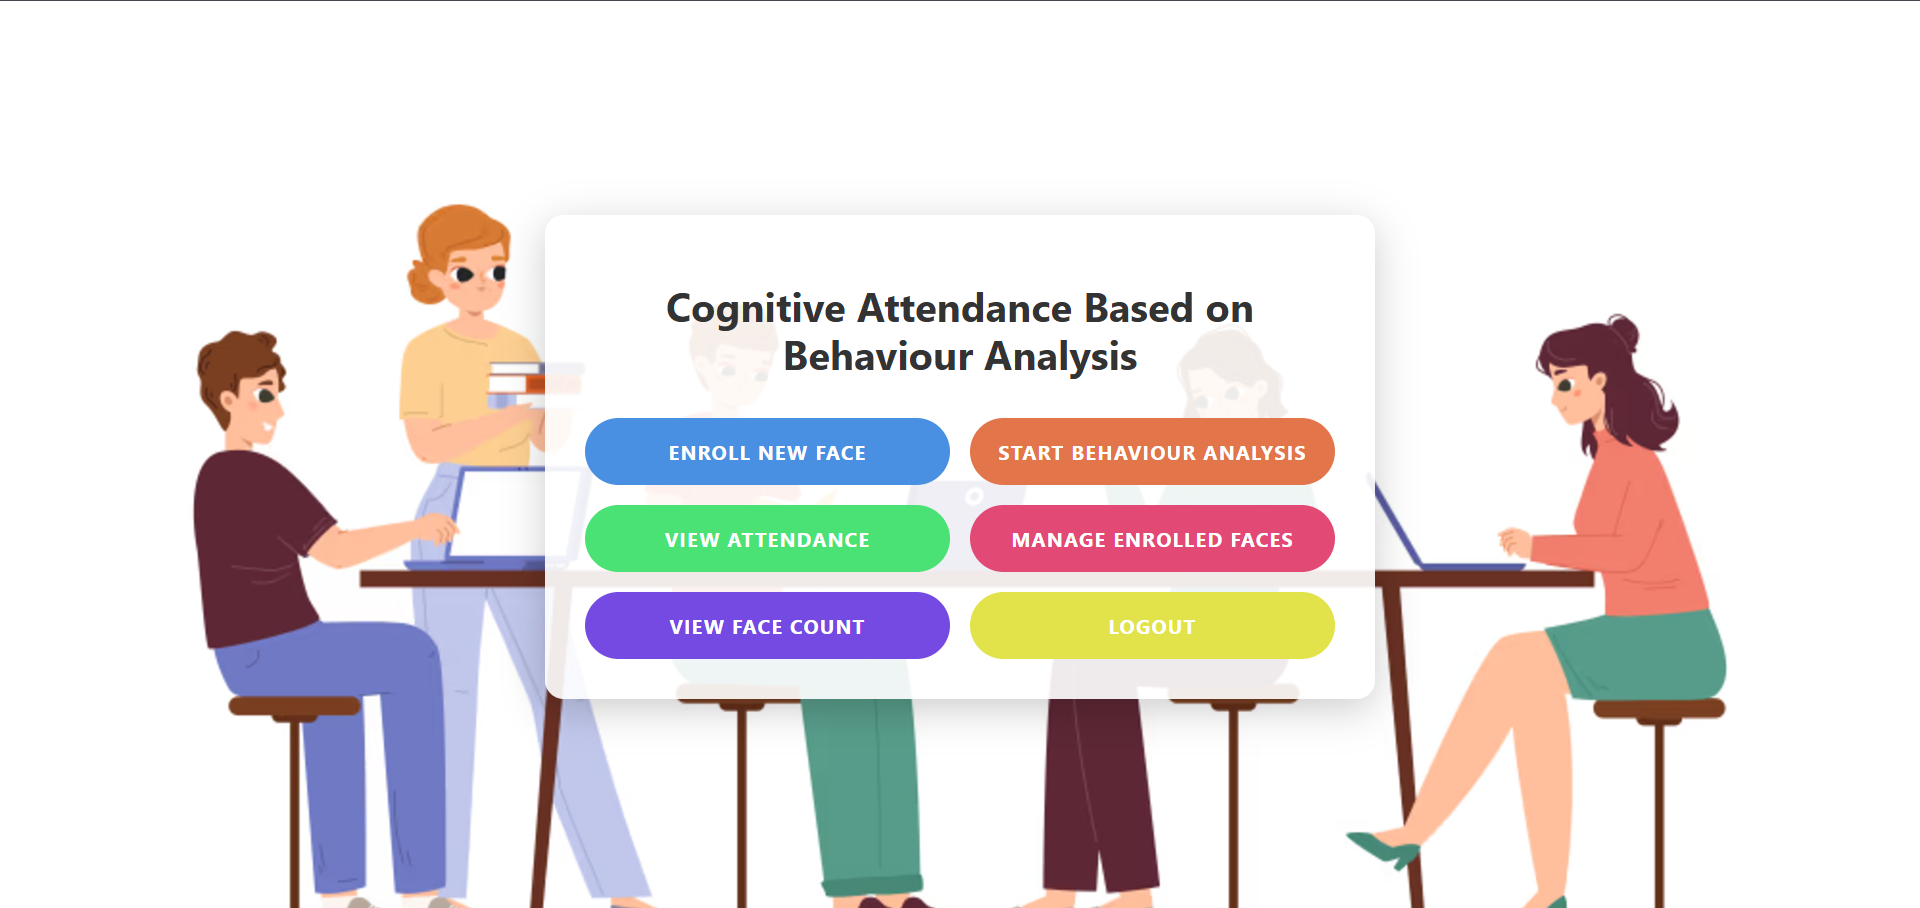 Cognitive Attendance Based on
Behaviour Analysis
ENROLL NEW FACE
START BEHAVIOUR ANALYSIS
VIEW ATTENDANCE
MANAGE ENROLLED FACES
VIEW FACE COUNT
LOGOUT